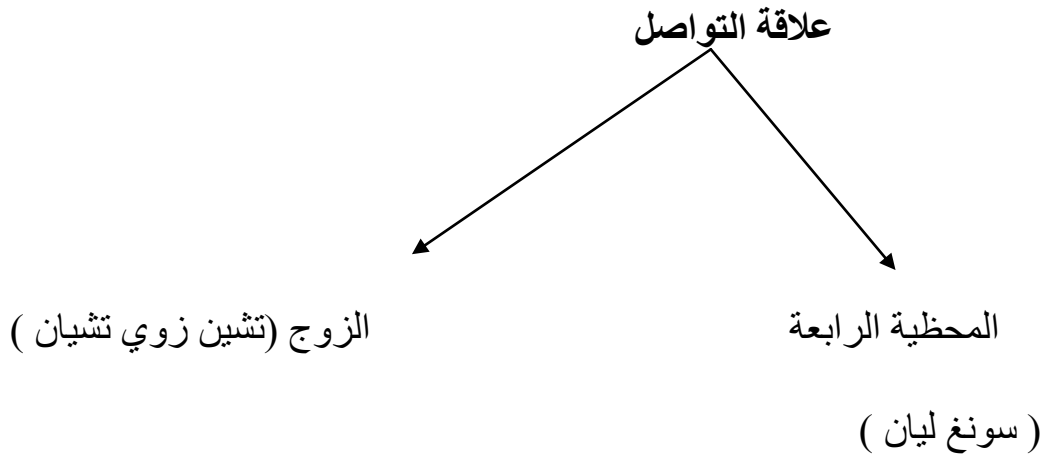 علاقة التواصل
المحظية الرابعة
( سونغ ليان )
الزوج (تشين زوي تشيان )